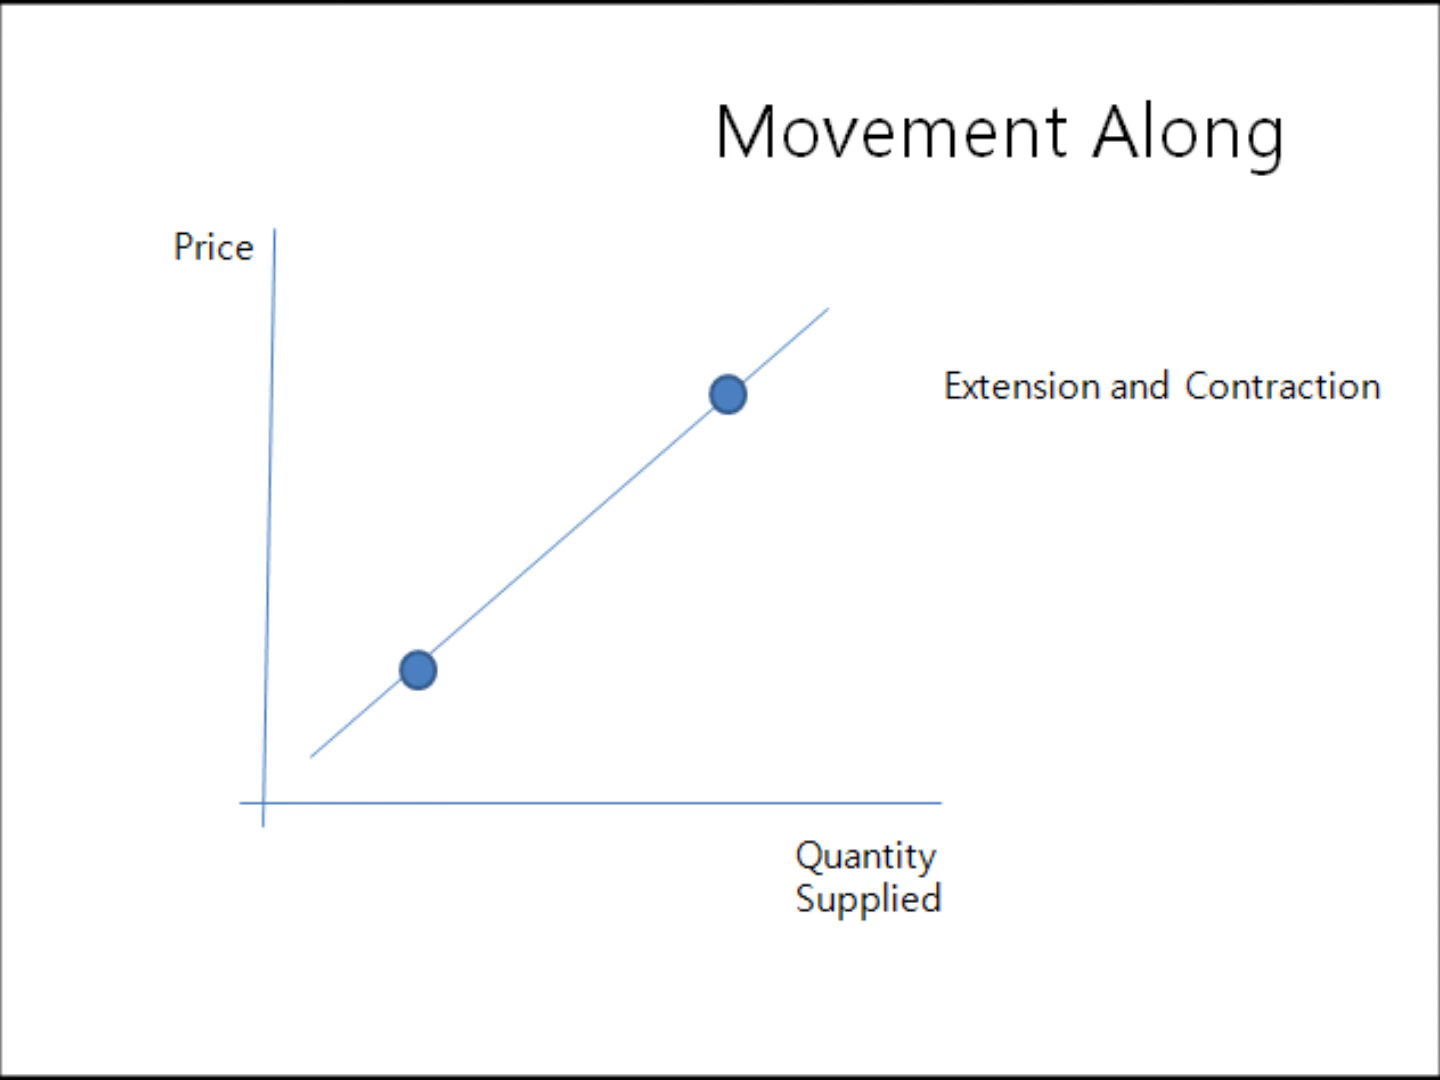 Movement Along
Price
Extension and Contraction
Quantity
Supplied